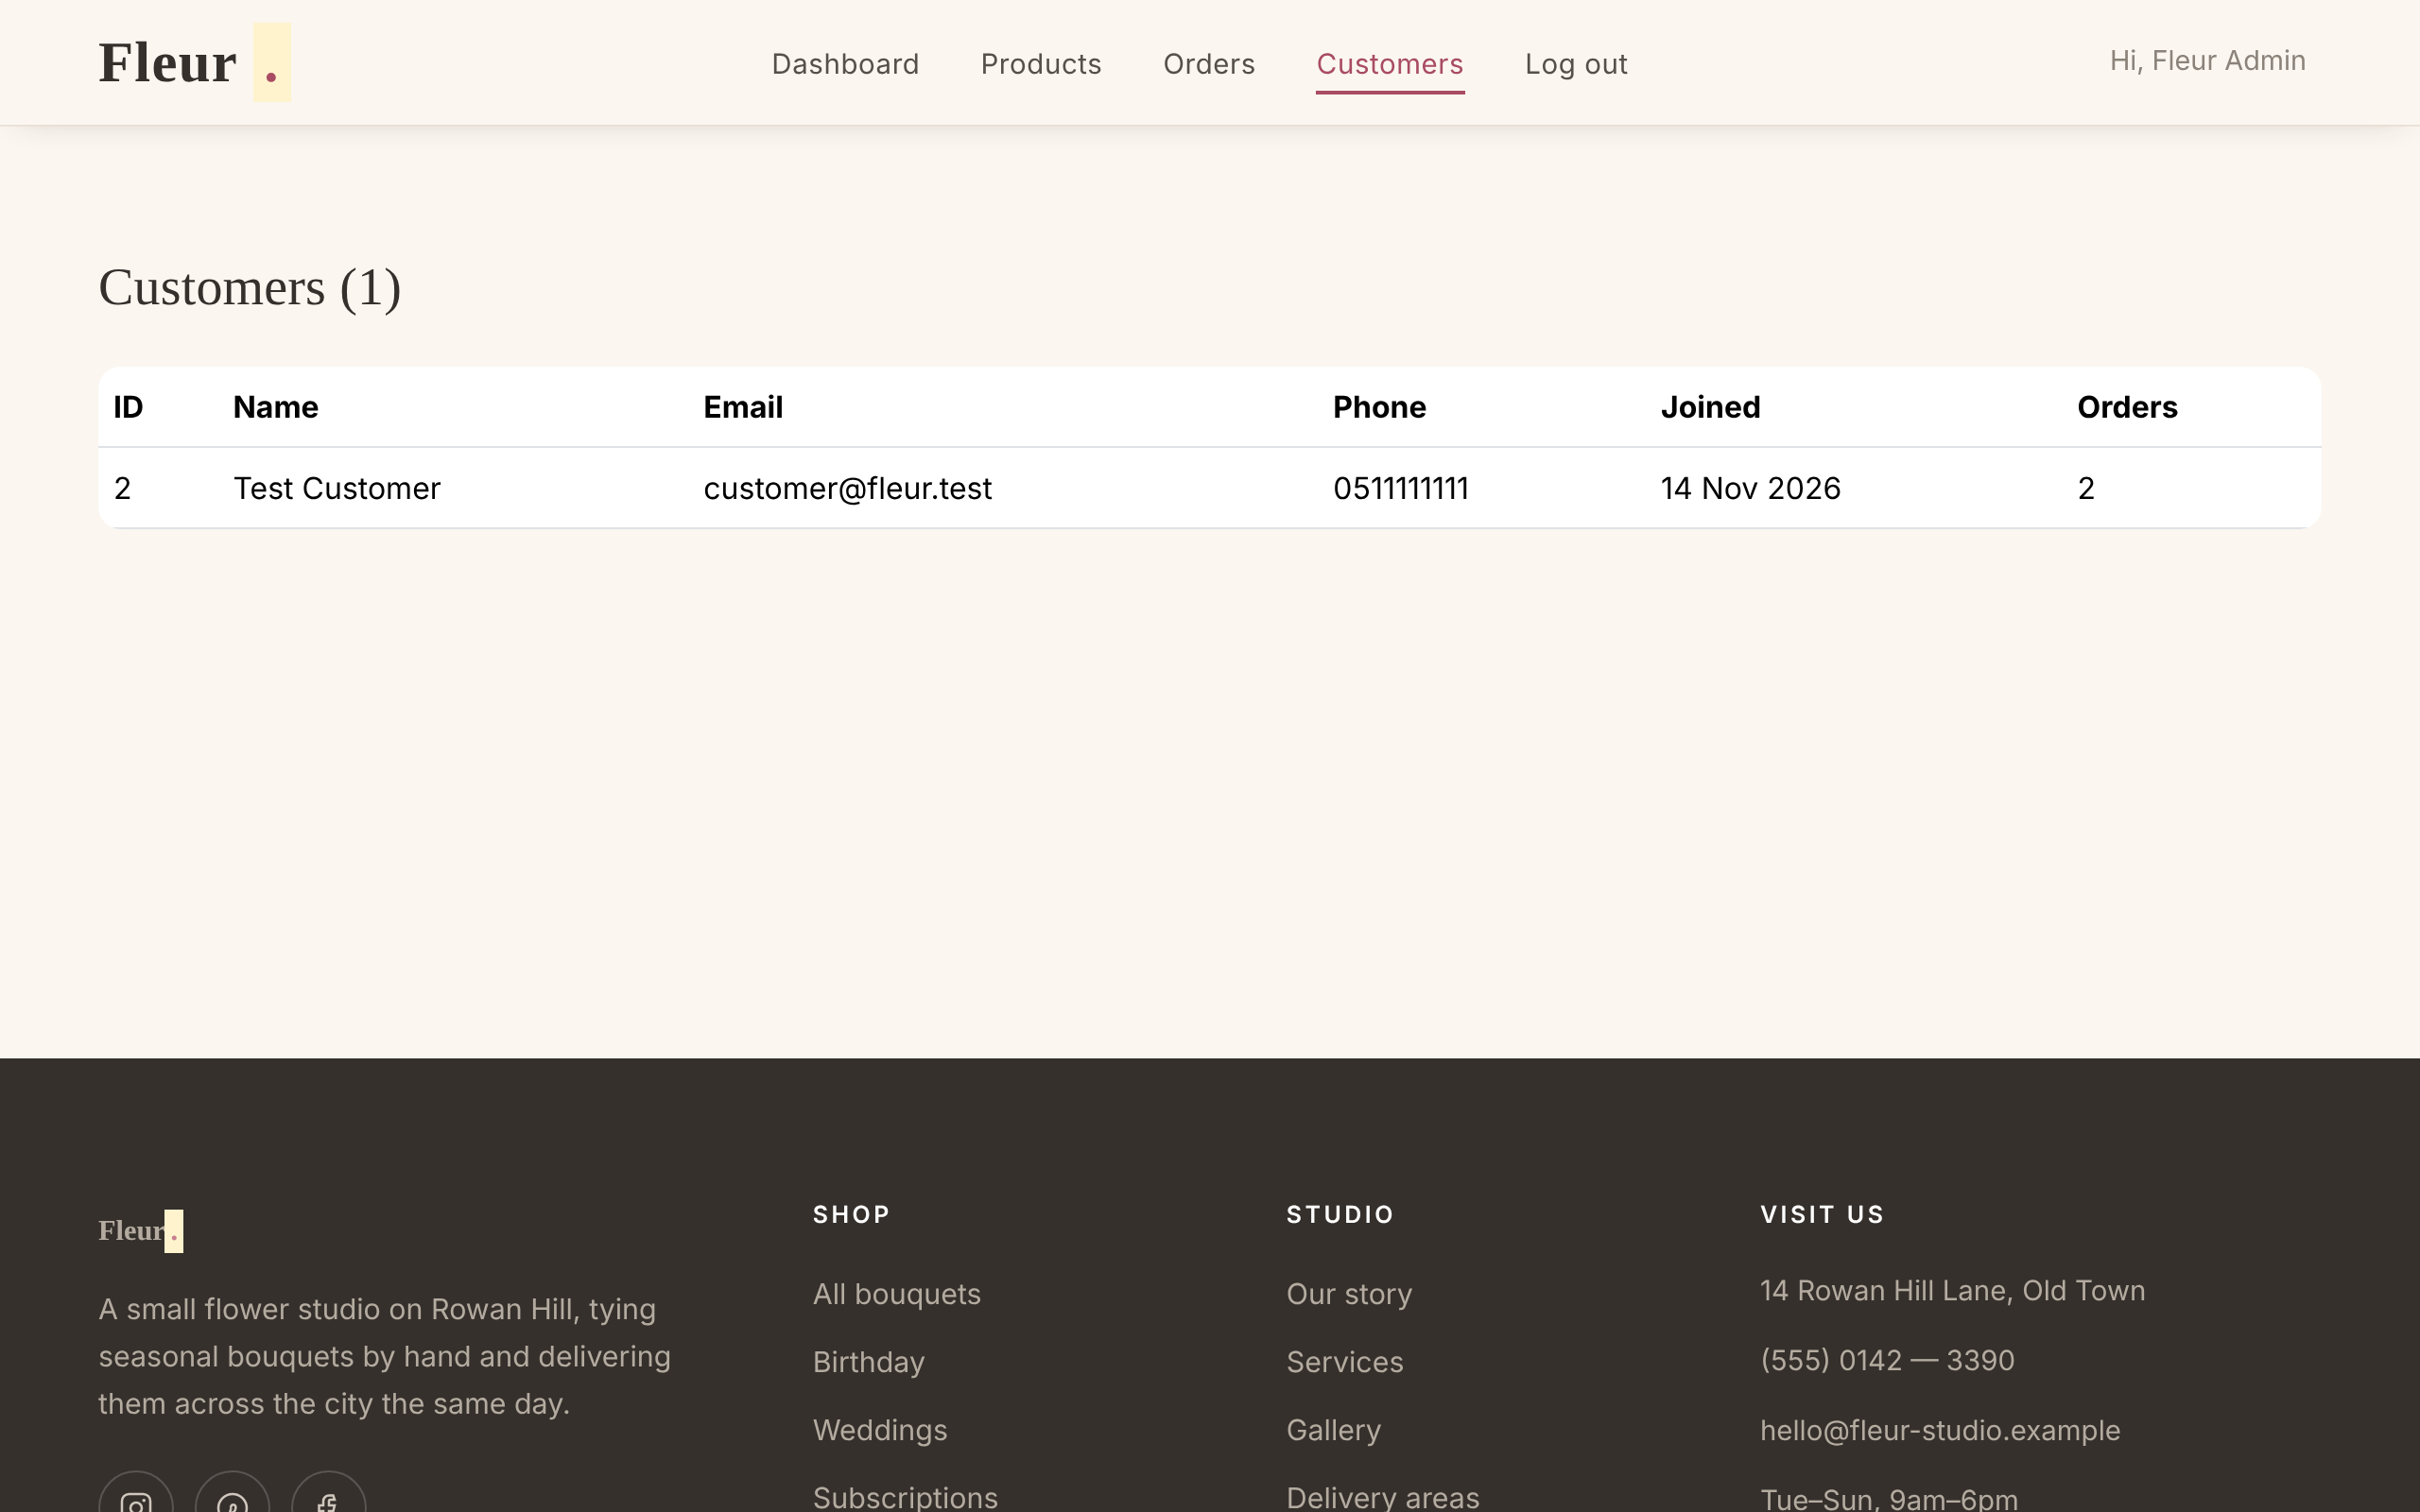 Fleur .
Dashboard Products Orders Customers Log out
Hi, Fleur Admin
Customers (1)
ID Name Email Phone Joined Orders
2 Test Customer customer@fleur.test 0511111111 14 Nov 2026 2
Fleur.
A small flower studio on Rowan Hill, tying
seasonal bouquets by hand and delivering
them across the city the same day.
SHOP
All bouquets
Birthday
Weddings
Subscriptions
STUDIO
Our story
Services
Gallery
Delivery areas
VISIT US
14 Rowan Hill Lane, Old Town
(555) 0142 — 3390
hello@fleur-studio.example
Tue–Sun, 9am–6pm